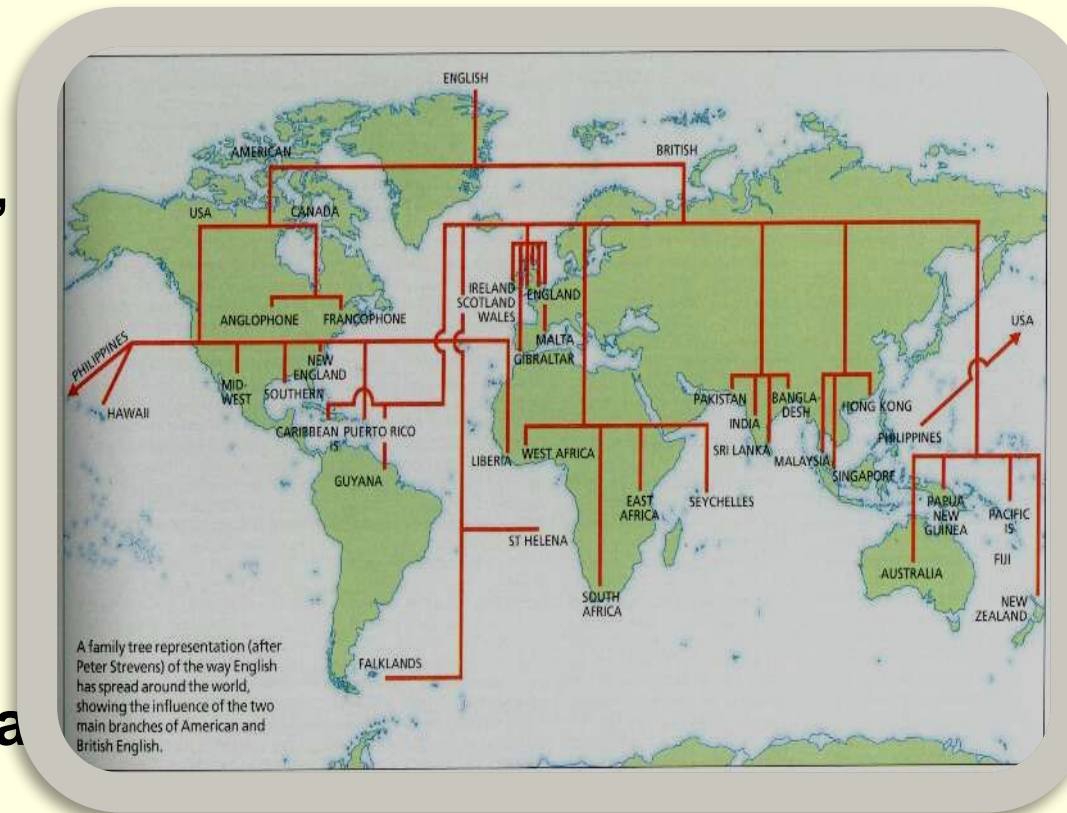 ENGLISH
AMERICAN
BRITISH
,
USA
CANADA
IRELAND
SCOTLAND
WALES
ENGLAND
ANGLOPHONE
FRANCOPHONE
MALTA
GIBRALTAR
USA
PHILIPPINES
HAWAII
MID-
WEST
SOUTHERN
NEW
ENGLAND
CARIBBEAN
IS
PUERTO RICO
GUYANA
LIBERIA
WEST AFRICA
EAST
AFRICA
SEYCHELLES
PAKISTAN
INDIA
BANGLA-
DESH
SRI LANKA
HONG KONG
MALAYSIA
SINGAPORE
PHILIPPINES
PAPUA
NEW
GUINEA
PACIFIC
IS
FIJI
AUSTRALIA
NEW
ZEALAND
ST HELENA
SOUTH
AFRICA
FALKLANDS
A family tree representation (after
Peter Strevens) of the way English
has spread around the world,
showing the influence of the two
main branches of American and
British English.
a